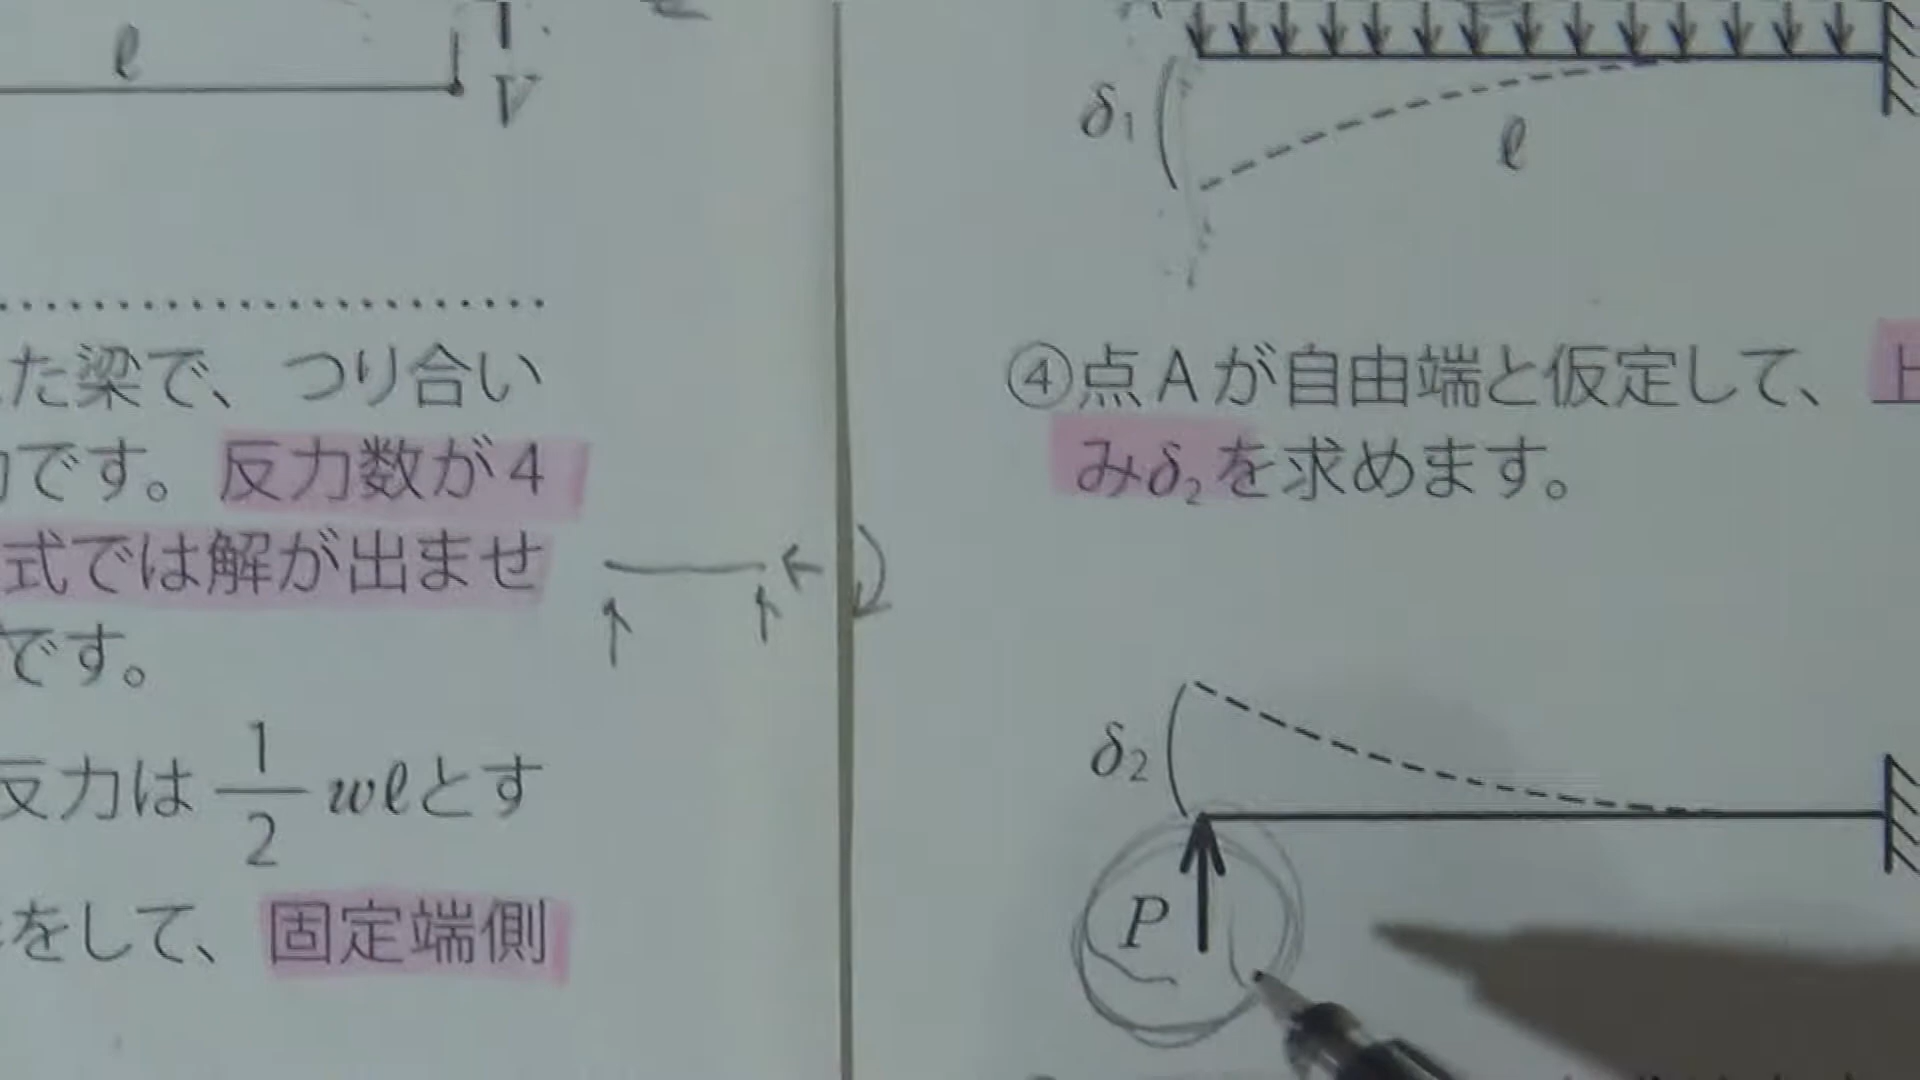 ℓ
V
た梁で、つり合い
です。反力数が4
式では解が出ませ
です。
反力は 1/2 wℓとす
をして、固定端側
δ₁
ℓ
④点Aが自由端と仮定して、上
みδ₂を求めます。
δ₂
P